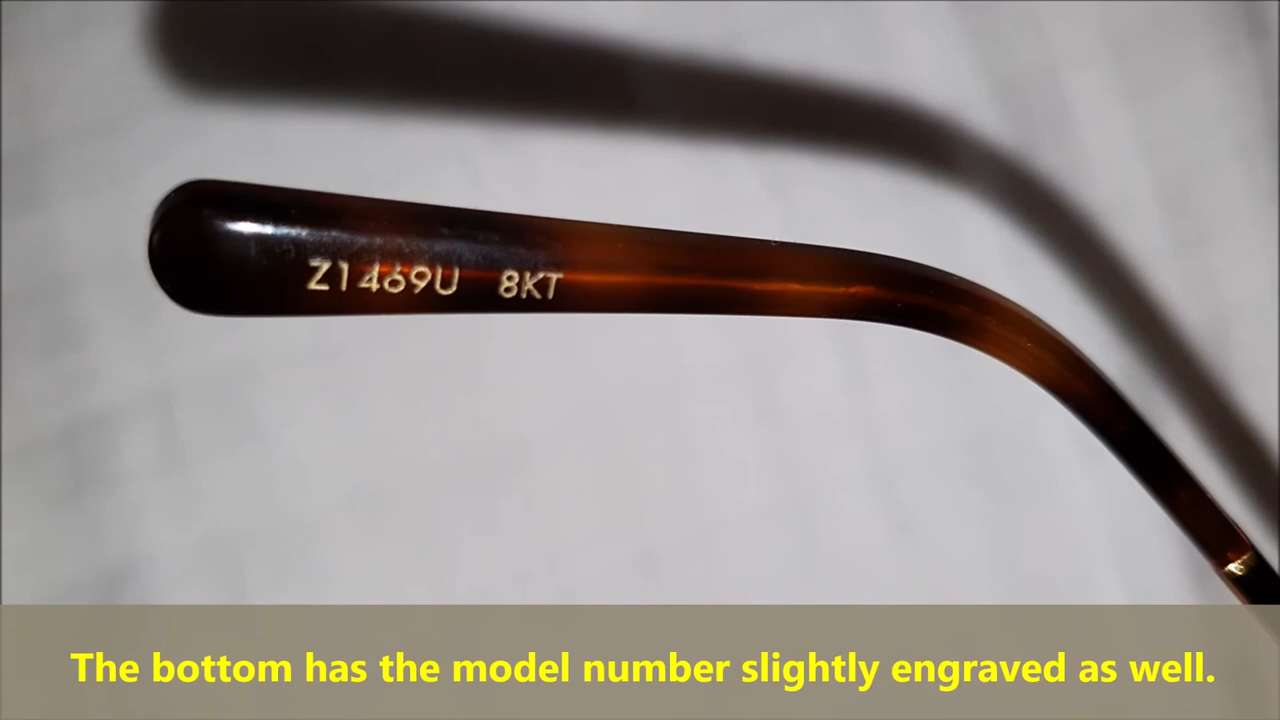 Z1469U 8KT
The bottom has the model number slightly engraved as well.